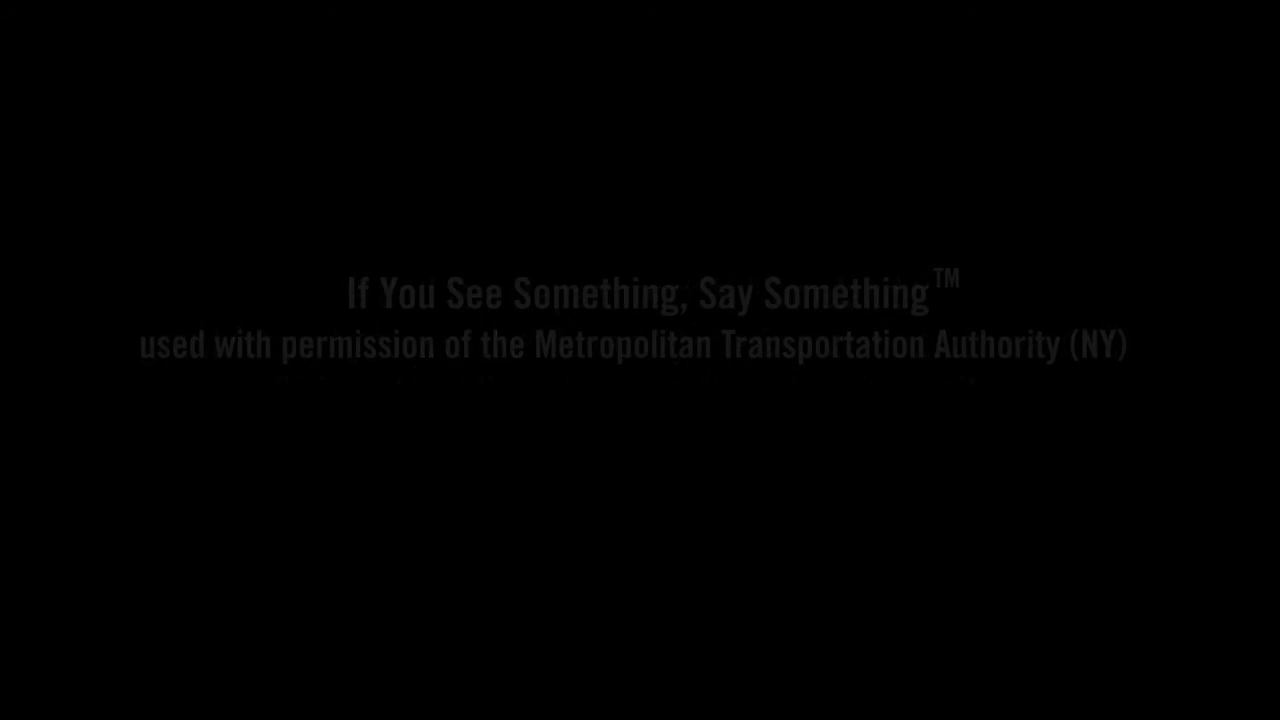 If You See Something, Say Something™
used with permission of the Metropolitan Transportation Authority (NY)